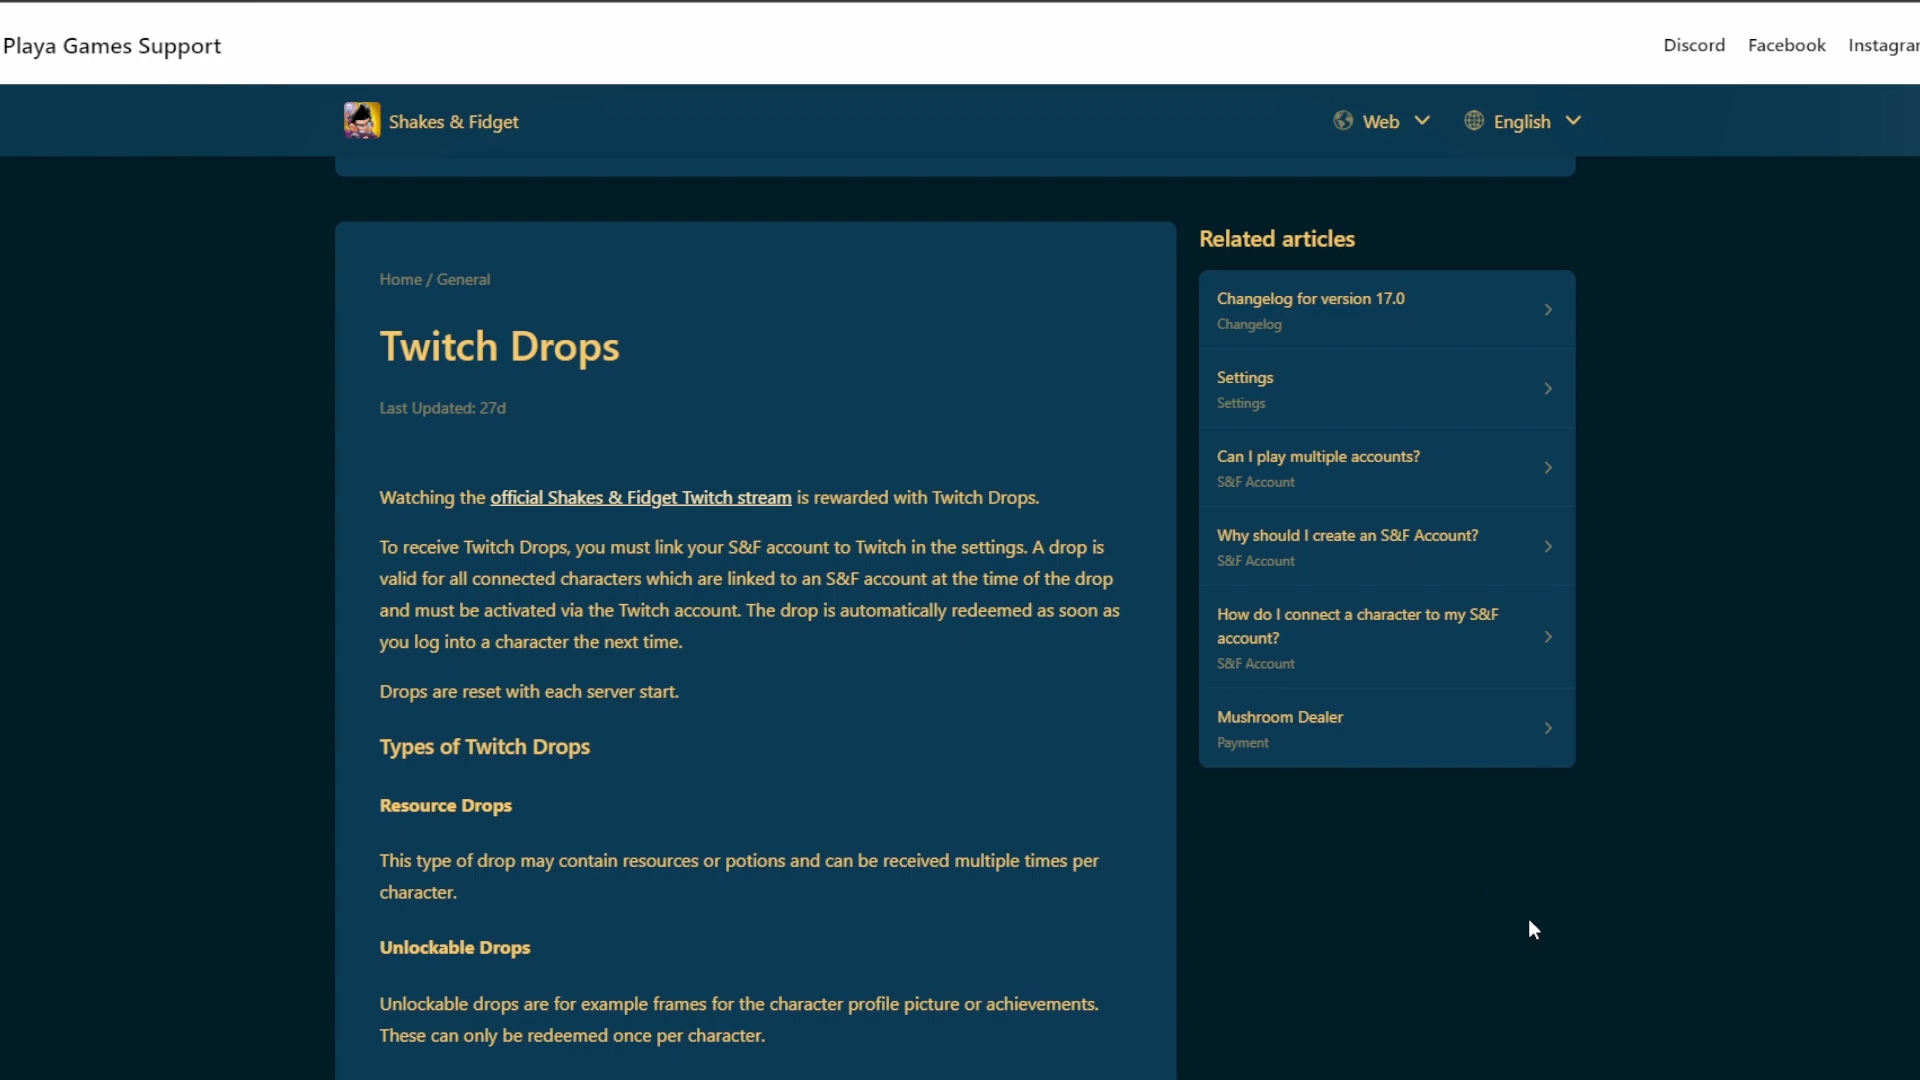 Playa Games Support
Discord Facebook Instagram
Shakes & Fidget
Web English
Home / General
Twitch Drops
Last Updated: 27d
Watching the official Shakes & Fidget Twitch stream is rewarded with Twitch Drops.
To receive Twitch Drops, you must link your S&F account to Twitch in the settings. A drop is
valid for all connected characters which are linked to an S&F account at the time of the drop
and must be activated via the Twitch account. The drop is automatically redeemed as soon as
you log into a character the next time.
Drops are reset with each server start.
Types of Twitch Drops
Resource Drops
This type of drop may contain resources or potions and can be received multiple times per
character.
Unlockable Drops
Unlockable drops are for example frames for the character profile picture or achievements.
These can only be redeemed once per character.
Related articles
Changelog for version 17.0
Changelog
Settings
Settings
Can I play multiple accounts?
S&F Account
Why should I create an S&F Account?
S&F Account
How do I connect a character to my S&F
account?
S&F Account
Mushroom Dealer
Payment